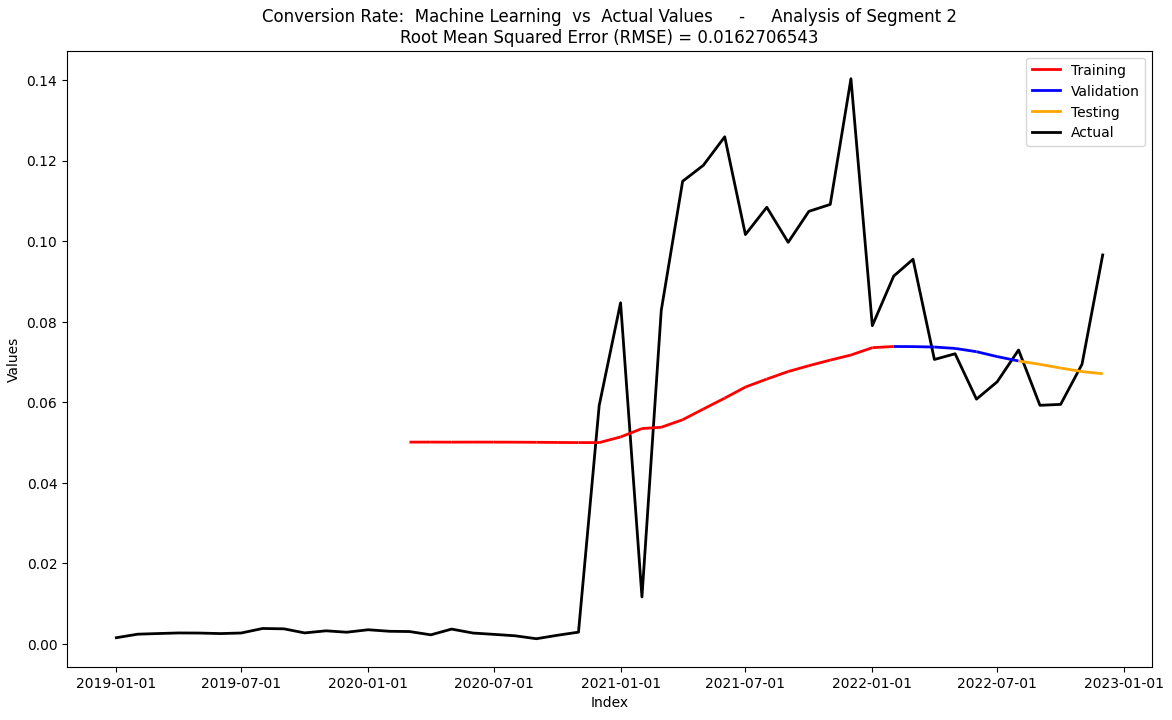 Conversion Rate:  Machine Learning  vs  Actual Values     -     Analysis of Segment 2
Root Mean Squared Error (RMSE) = 0.0162706543
Training
Validation
Testing
Actual
0.14
0.12
0.10
0.08
0.06
0.04
0.02
0.00
Values
2019-01-01 2019-07-01 2020-01-01 2020-07-01 2021-01-01 2021-07-01 2022-01-01 2022-07-01 2023-01-01
Index